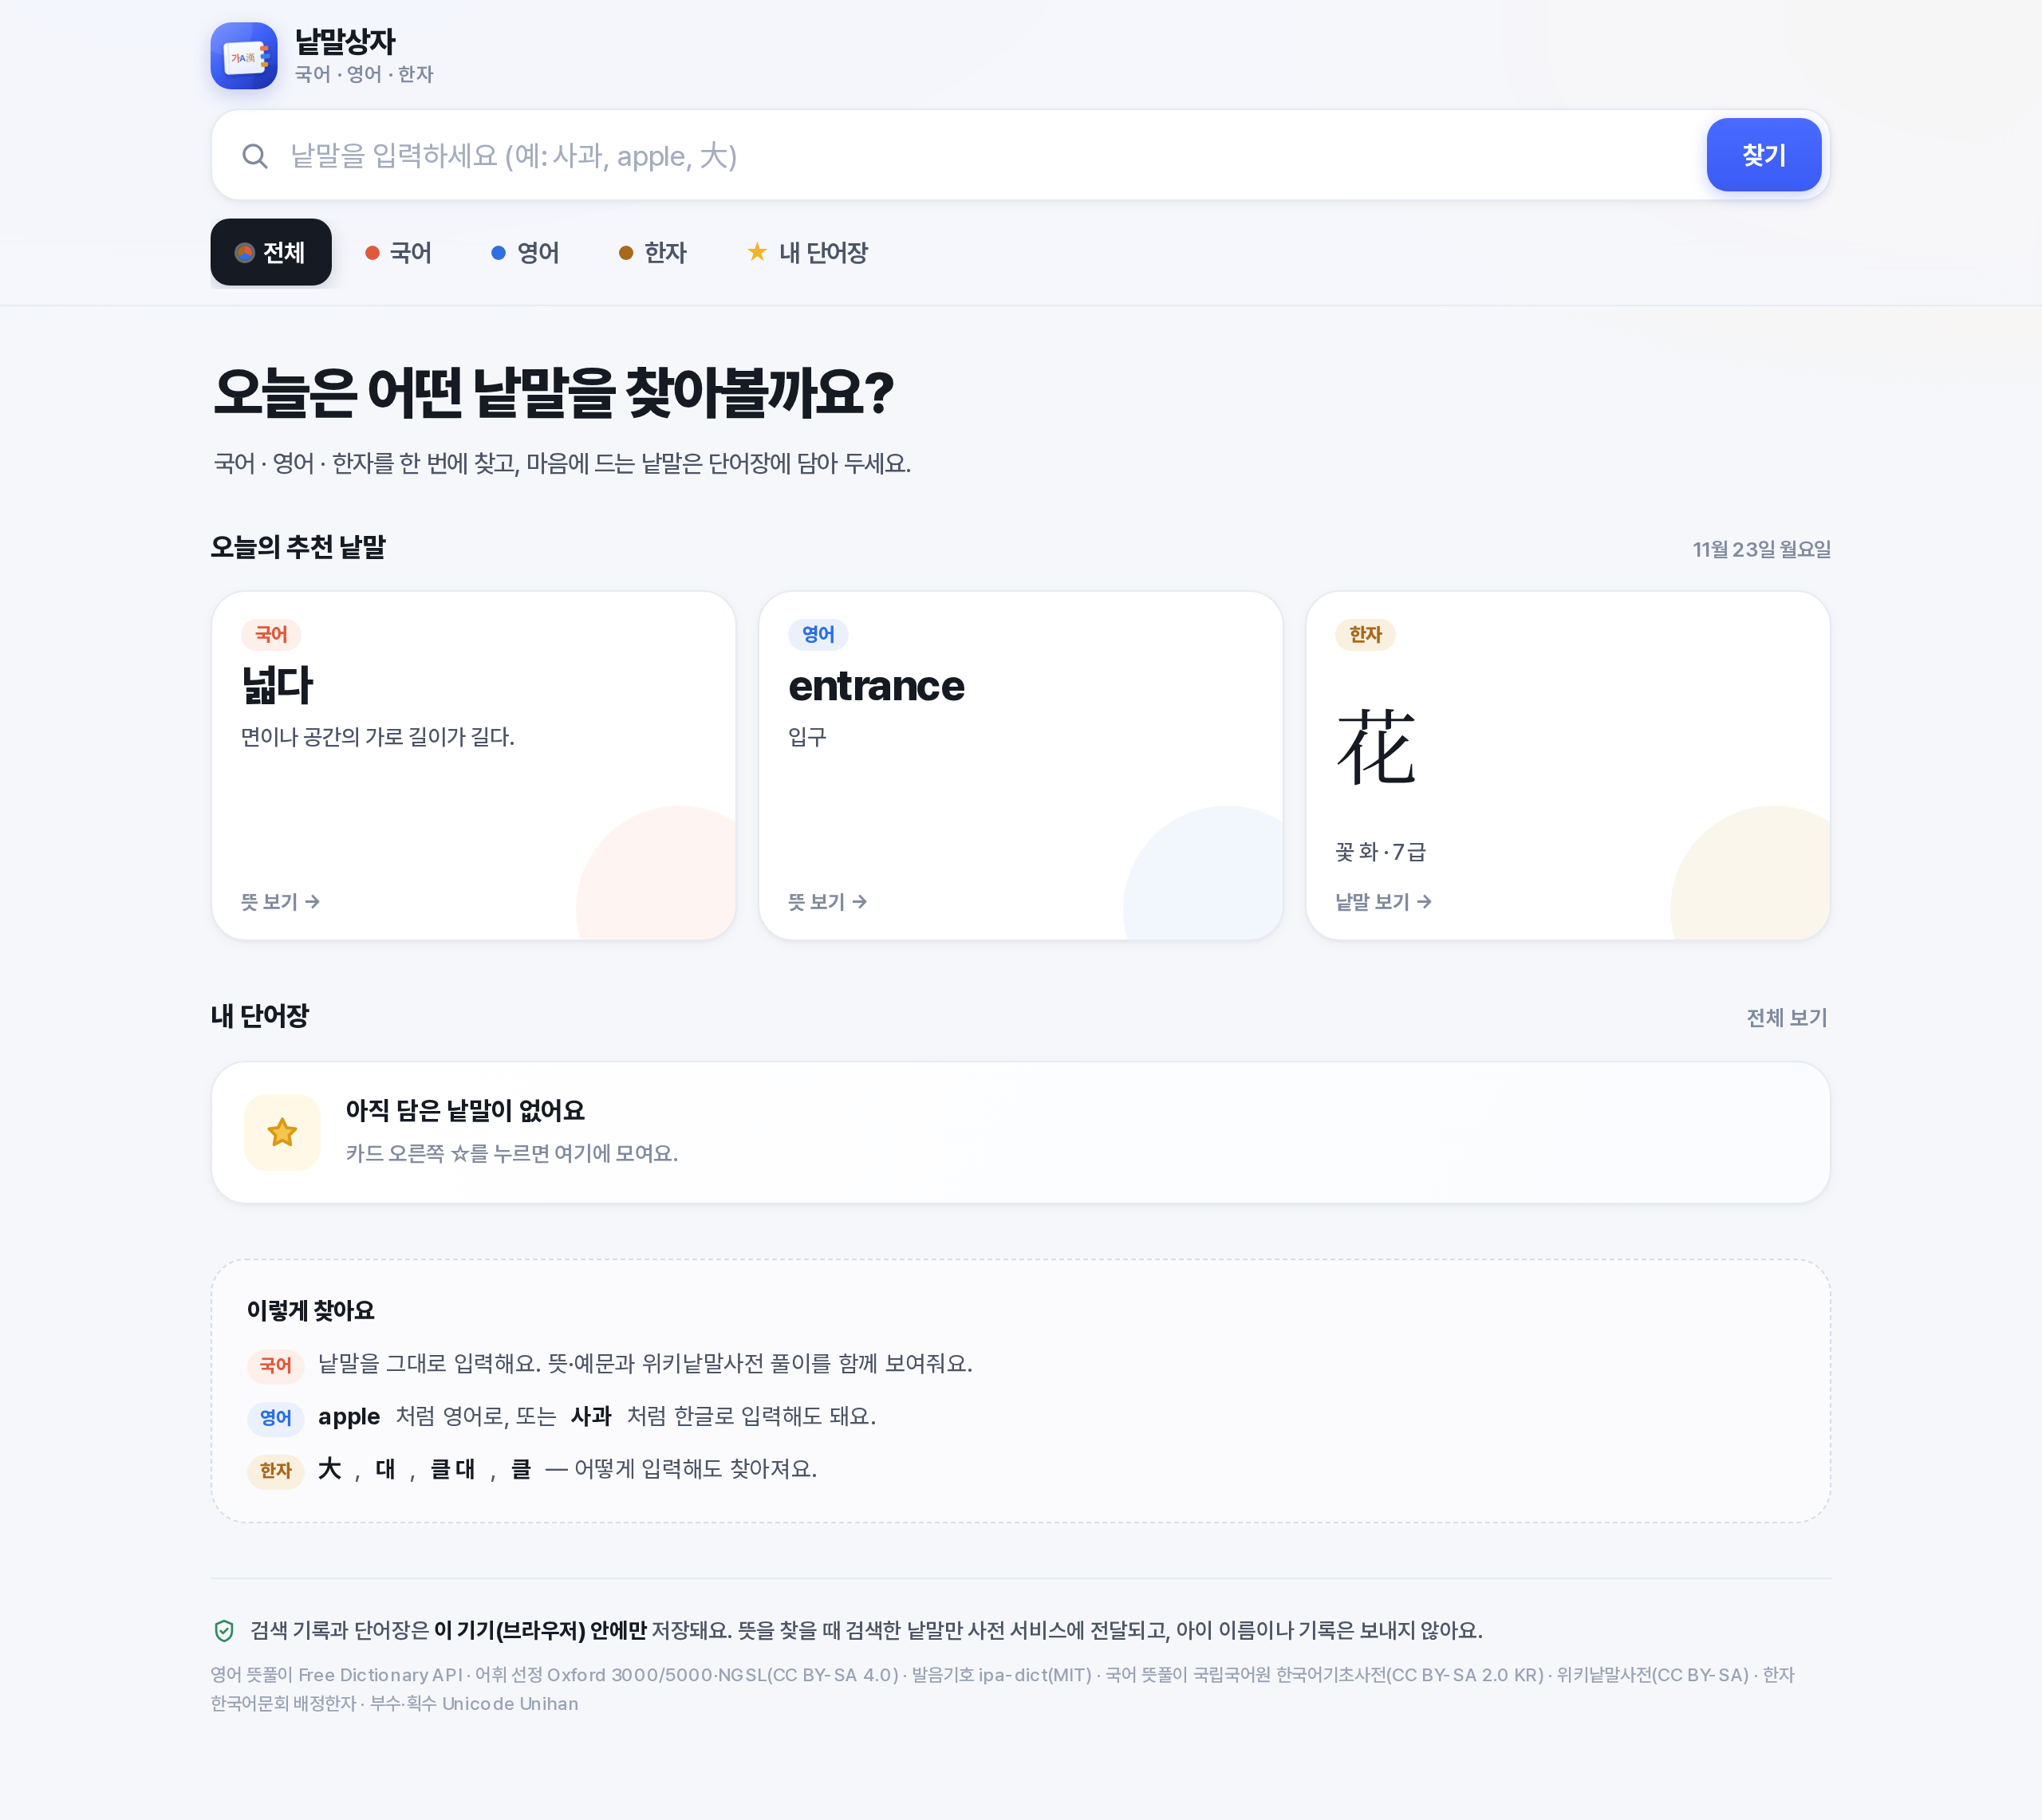 가A漢
낱말상자
국어 · 영어 · 한자
낱말을 입력하세요 (예: 사과, apple, 大)
찾기
전체
국어
영어
한자
★ 내 단어장
오늘은 어떤 낱말을 찾아볼까요?
국어 · 영어 · 한자를 한 번에 찾고, 마음에 드는 낱말은 단어장에 담아 두세요.
오늘의 추천 낱말
11월 23일 월요일
국어
넓다
면이나 공간의 가로 길이가 길다.
뜻 보기 →
영어
entrance
입구
뜻 보기 →
한자
花
꽃 화 · 7급
낱말 보기 →
내 단어장
전체 보기
아직 담은 낱말이 없어요
카드 오른쪽 ☆를 누르면 여기에 모여요.
이렇게 찾아요
국어 낱말을 그대로 입력해요. 뜻·예문과 위키낱말사전 풀이를 함께 보여줘요.
영어 apple 처럼 영어로, 또는 사과 처럼 한글로 입력해도 돼요.
한자 大 , 대 , 클 대 , 클 — 어떻게 입력해도 찾아져요.
검색 기록과 단어장은 이 기기(브라우저) 안에만 저장돼요. 뜻을 찾을 때 검색한 낱말만 사전 서비스에 전달되고, 아이 이름이나 기록은 보내지 않아요.
영어 뜻풀이 Free Dictionary API · 어휘 선정 Oxford 3000/5000·NGSL(CC BY-SA 4.0) · 발음기호 ipa-dict(MIT) · 국어 뜻풀이 국립국어원 한국어기초사전(CC BY-SA 2.0 KR) · 위키낱말사전(CC BY-SA) · 한자
한국어문회 배정한자 · 부수·획수 Unicode Unihan